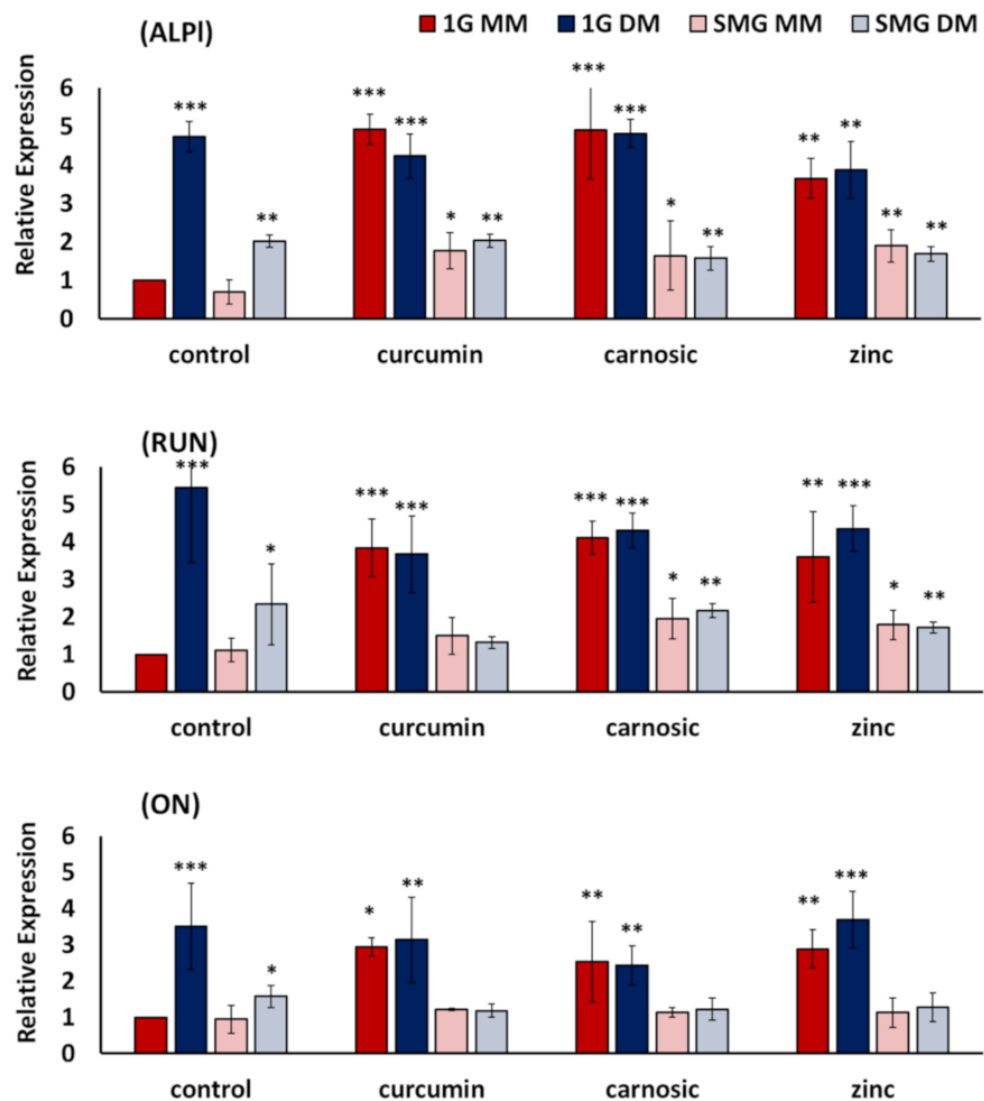 (ALPl) 1G MM 1G DM SMG MM SMG DM
Relative Expression
6
5
4
3
2
1
0
*** *** *** *** *** ** **
** * ** * ** ** **
control curcumin carnosic zinc
(RUN)
Relative Expression
6
5
4
3
2
1
0
*** *** *** *** *** ** ***
* * ** * **
control curcumin carnosic zinc
(ON)
Relative Expression
6
5
4
3
2
1
0
*** * ** ** ** ** ***
*
control curcumin carnosic zinc